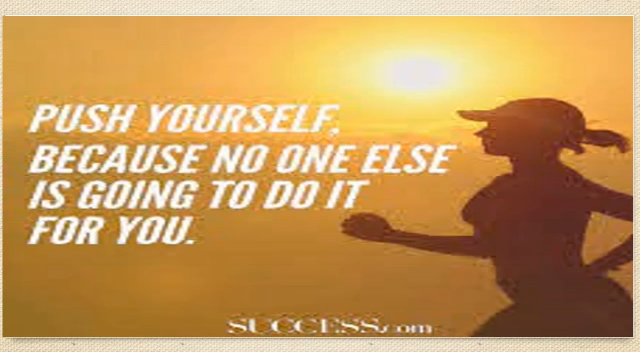 PUSH YOURSELF,
BECAUSE NO ONE ELSE
IS GOING TO DO IT
FOR YOU.
SUCCESS.com